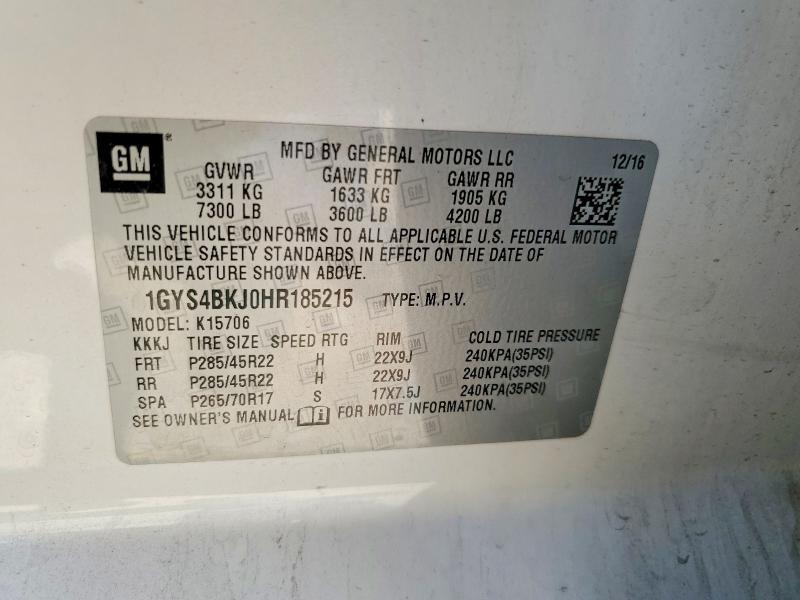 GM
MFD BY GENERAL MOTORS LLC 12/16
GVWR GAWR FRT GAWR RR
3311 KG 1633 KG 1905 KG
7300 LB 3600 LB 4200 LB
THIS VEHICLE CONFORMS TO ALL APPLICABLE U.S. FEDERAL MOTOR
VEHICLE SAFETY STANDARDS IN EFFECT ON THE DATE OF
MANUFACTURE SHOWN ABOVE.
1GYS4BKJ0HR185215 TYPE: M.P.V.
MODEL: K15706
KKKJ TIRE SIZE SPEED RTG RIM COLD TIRE PRESSURE
FRT P285/45R22 H 22X9J 240KPA(35PSI)
RR P285/45R22 H 22X9J 240KPA(35PSI)
SPA P265/70R17 S 17X7.5J 240KPA(35PSI)
SEE OWNER'S MANUAL FOR MORE INFORMATION.